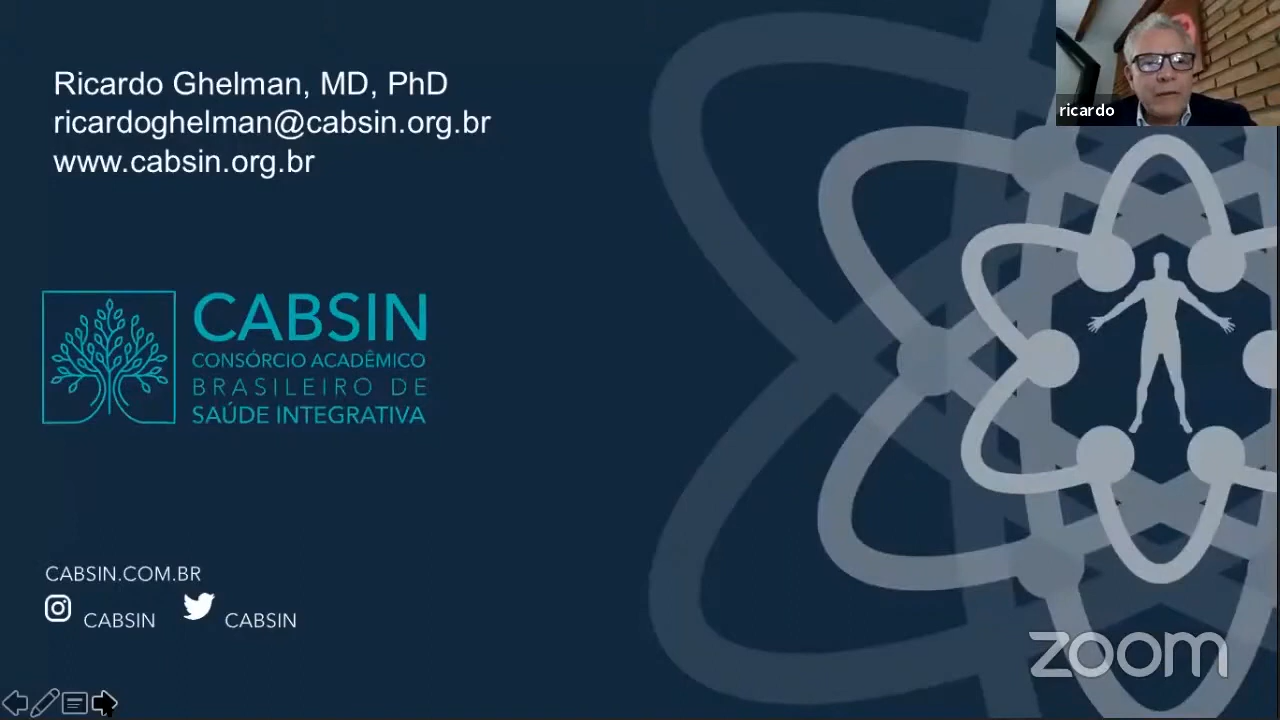 Ricardo Ghelman, MD, PhD
ricardoghelman@cabsin.org.br
www.cabsin.org.br
ricardo
CABSIN
CONSÓRCIO ACADÊMICO
BRASILEIRO DE
SAÚDE INTEGRATIVA
CABSIN.COM.BR
CABSIN CABSIN
zoom